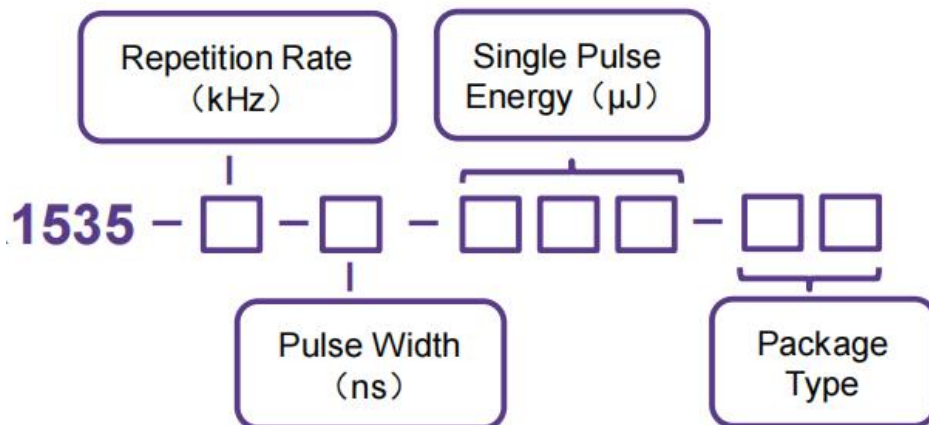 Repetition Rate
（kHz）
Single Pulse
Energy（µJ）
1535 – □ – □ – □□□ – □□
Pulse Width
（ns）
Package
Type